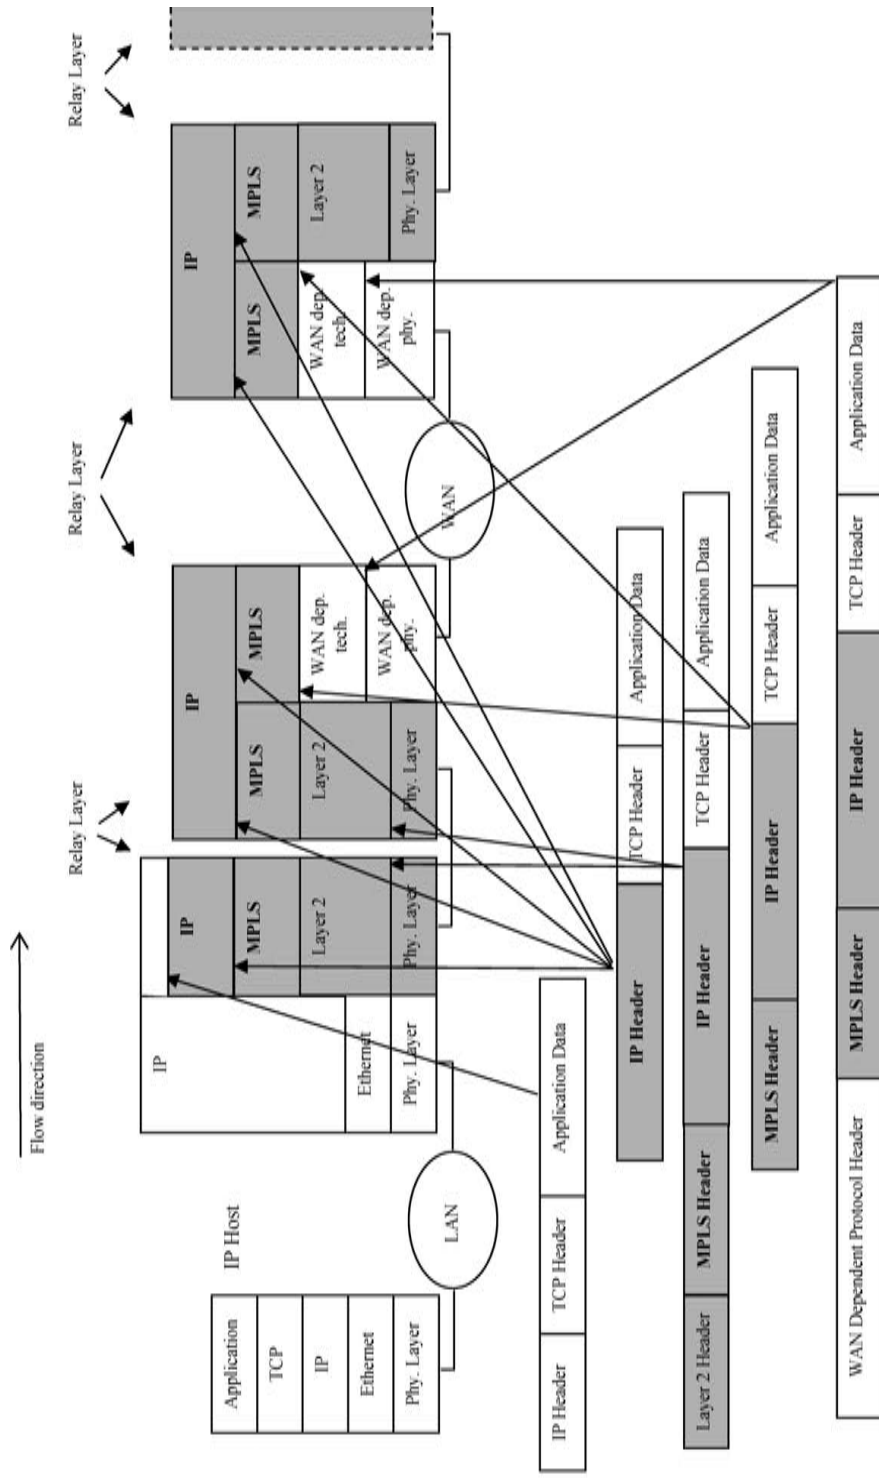 Flow direction
Relay Layer
Relay Layer
Relay Layer
IP Host
Application
TCP
IP
Ethernet
Phy. Layer
LAN
IP
Ethernet
Phy. Layer
IP
MPLS
Layer 2
Phy. Layer
IP
MPLS
Layer 2
Phy. Layer
MPLS
WAN dep.
tech.
WAN dep.
phy.
WAN
IP
MPLS
WAN dep.
tech.
WAN dep.
phy.
MPLS
Layer 2
Phy. Layer
IP Header TCP Header Application Data
IP Header TCP Header Application Data
Layer 2 Header MPLS Header IP Header TCP Header Application Data
MPLS Header IP Header TCP Header Application Data
WAN Dependent Protocol Header MPLS Header IP Header TCP Header Application Data